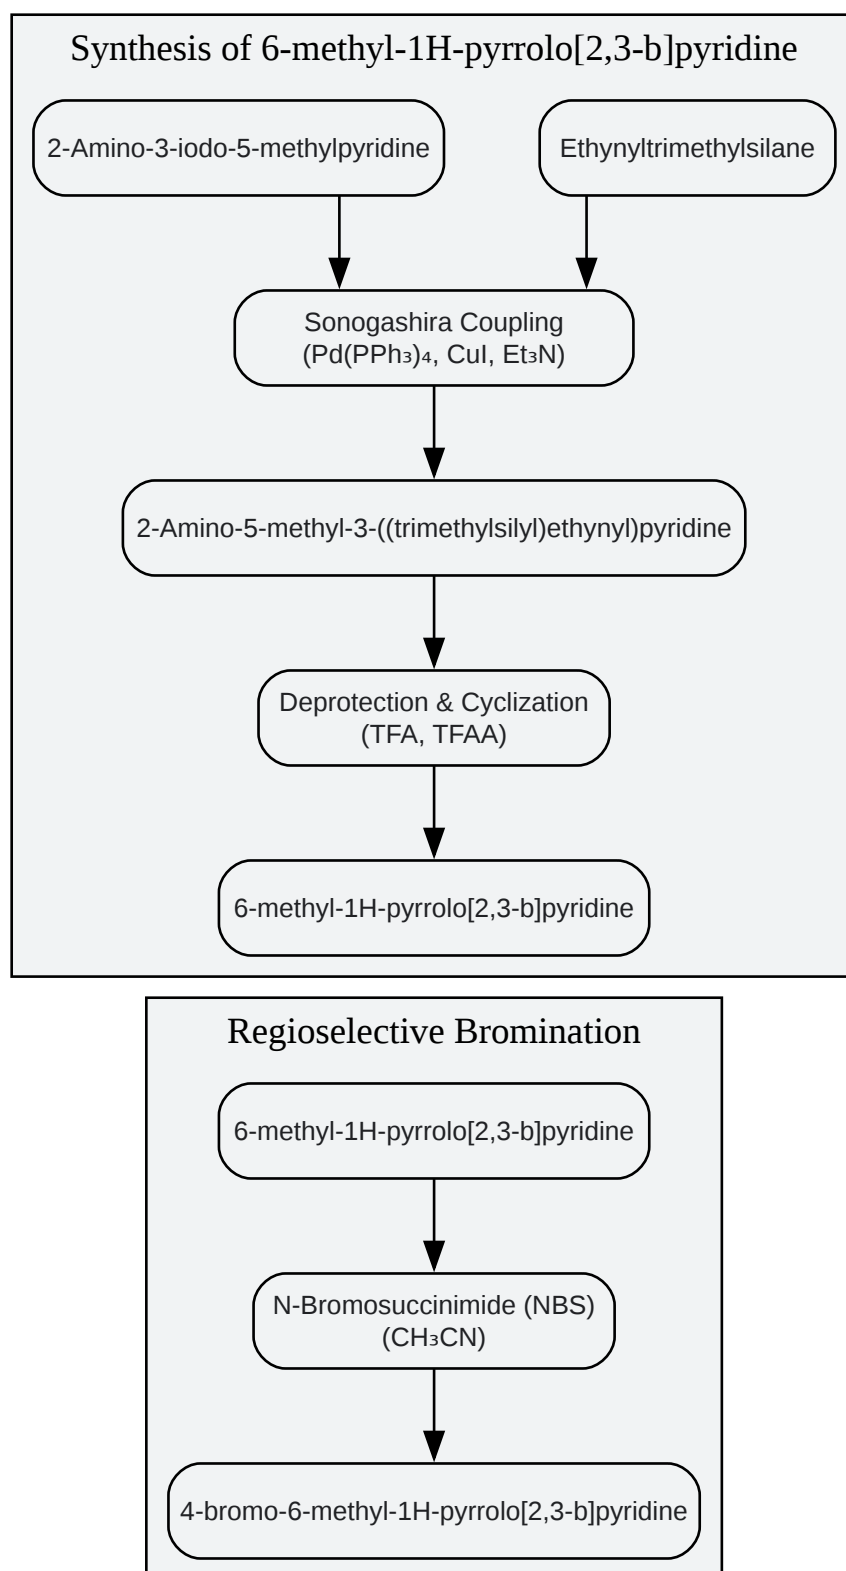 Synthesis of 6-methyl-1H-pyrrolo[2,3-b]pyridine
2-Amino-3-iodo-5-methylpyridine
Ethynyltrimethylsilane
Sonogashira Coupling
(Pd(PPh₃)₄, CuI, Et₃N)
2-Amino-5-methyl-3-((trimethylsilyl)ethynyl)pyridine
Deprotection & Cyclization
(TFA, TFAA)
6-methyl-1H-pyrrolo[2,3-b]pyridine
Regioselective Bromination
6-methyl-1H-pyrrolo[2,3-b]pyridine
N-Bromosuccinimide (NBS)
(CH₃CN)
4-bromo-6-methyl-1H-pyrrolo[2,3-b]pyridine